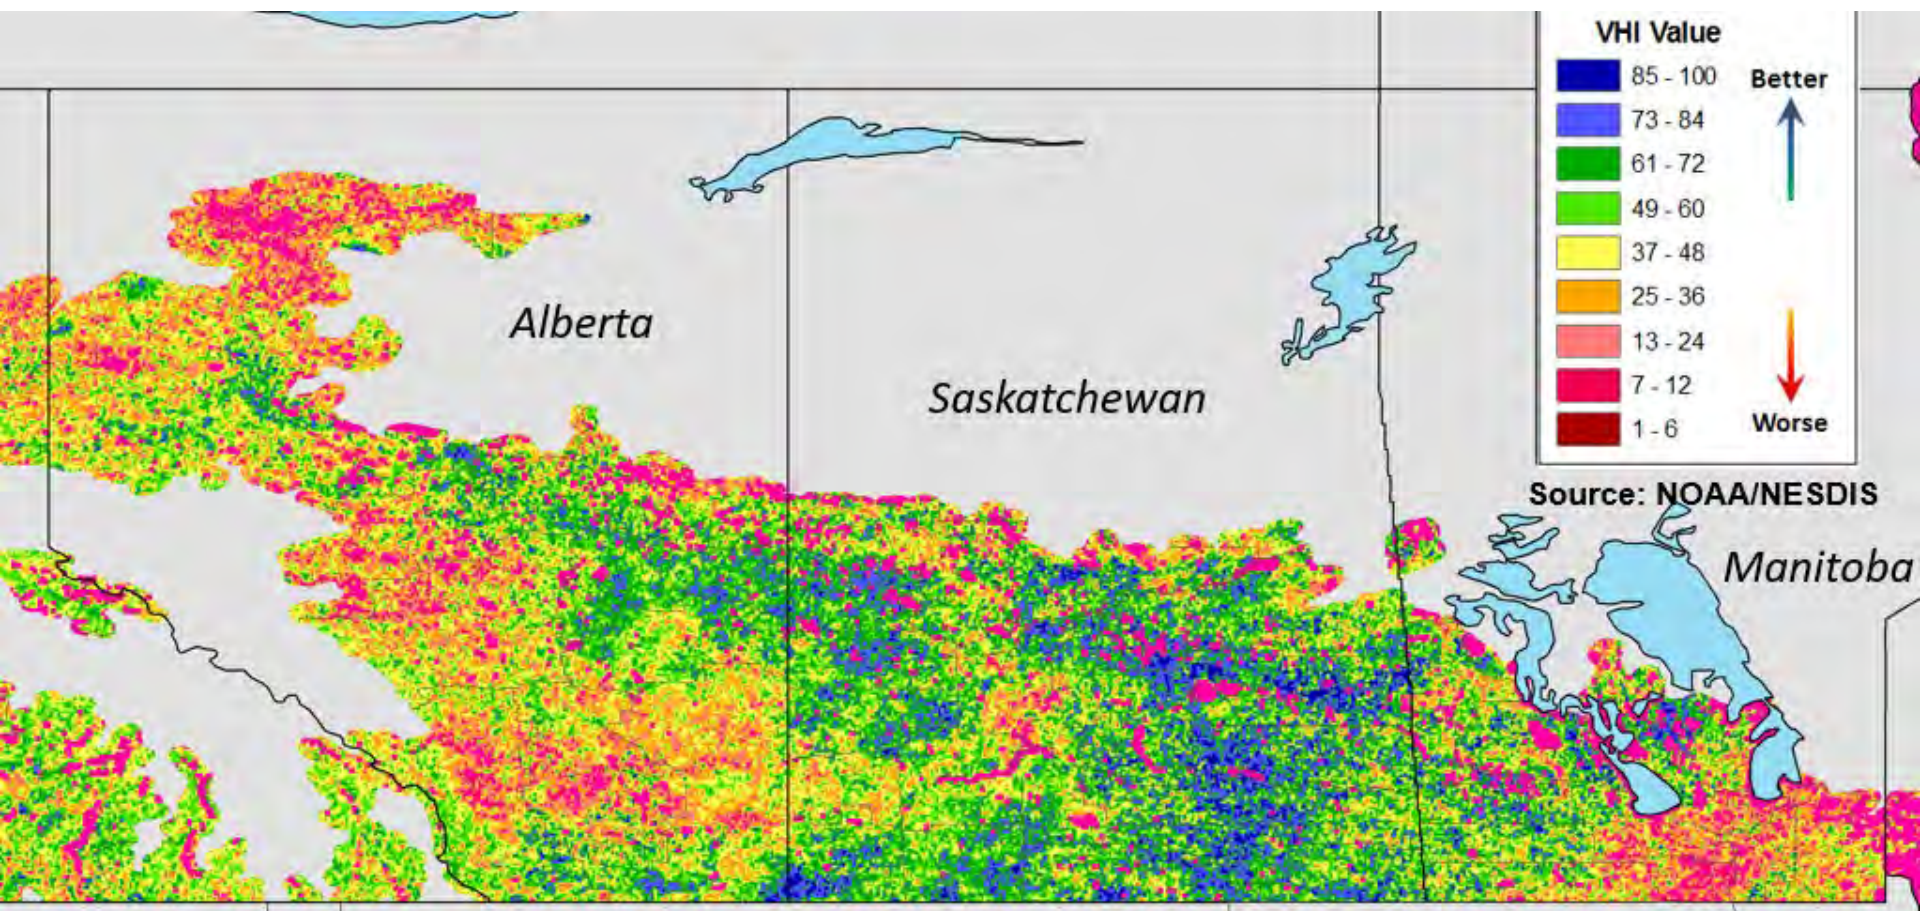 VHI Value
85 - 100
Better
73 - 84
61 - 72
49 - 60
37 - 48
25 - 36
13 - 24
7 - 12
1 - 6
Worse
Source: NOAA/NESDIS
Alberta
Saskatchewan
Manitoba